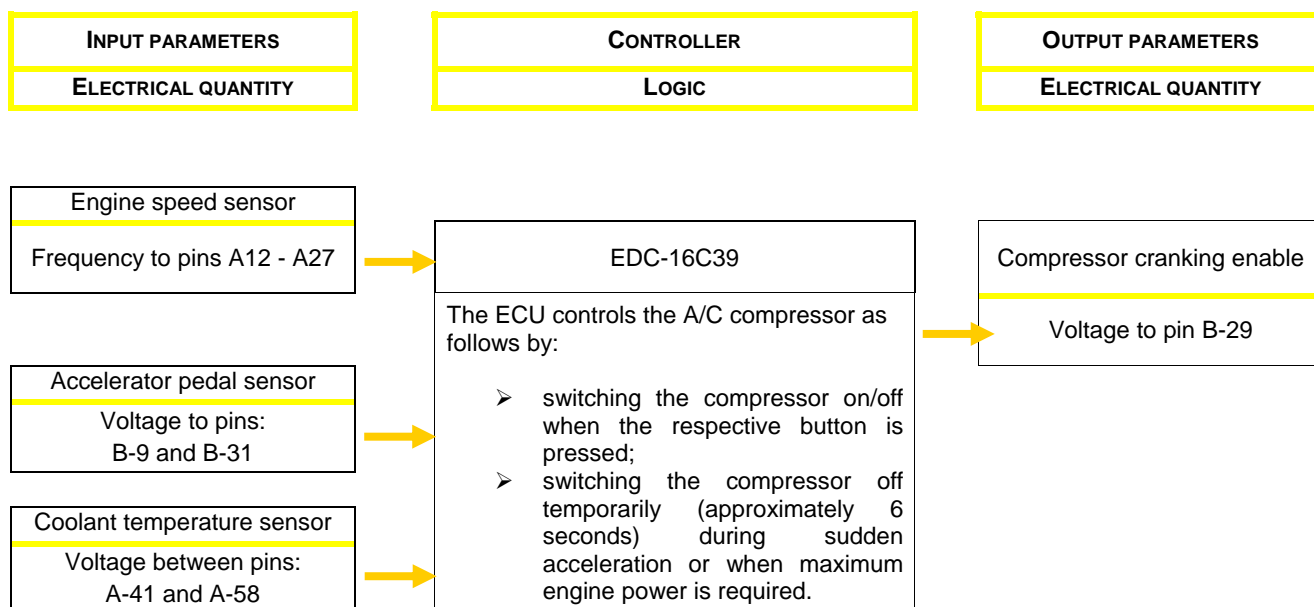 INPUT PARAMETERS
ELECTRICAL QUANTITY
CONTROLLER
LOGIC
OUTPUT PARAMETERS
ELECTRICAL QUANTITY
Engine speed sensor
Frequency to pins A12 - A27
Accelerator pedal sensor
Voltage to pins:
B-9 and B-31
Coolant temperature sensor
Voltage between pins:
A-41 and A-58
EDC-16C39
The ECU controls the A/C compressor as
follows by:
➢ switching the compressor on/off
when the respective button is
pressed;
➢ switching the compressor off
temporarily (approximately 6
seconds) during sudden
acceleration or when maximum
engine power is required.
Compressor cranking enable
Voltage to pin B-29